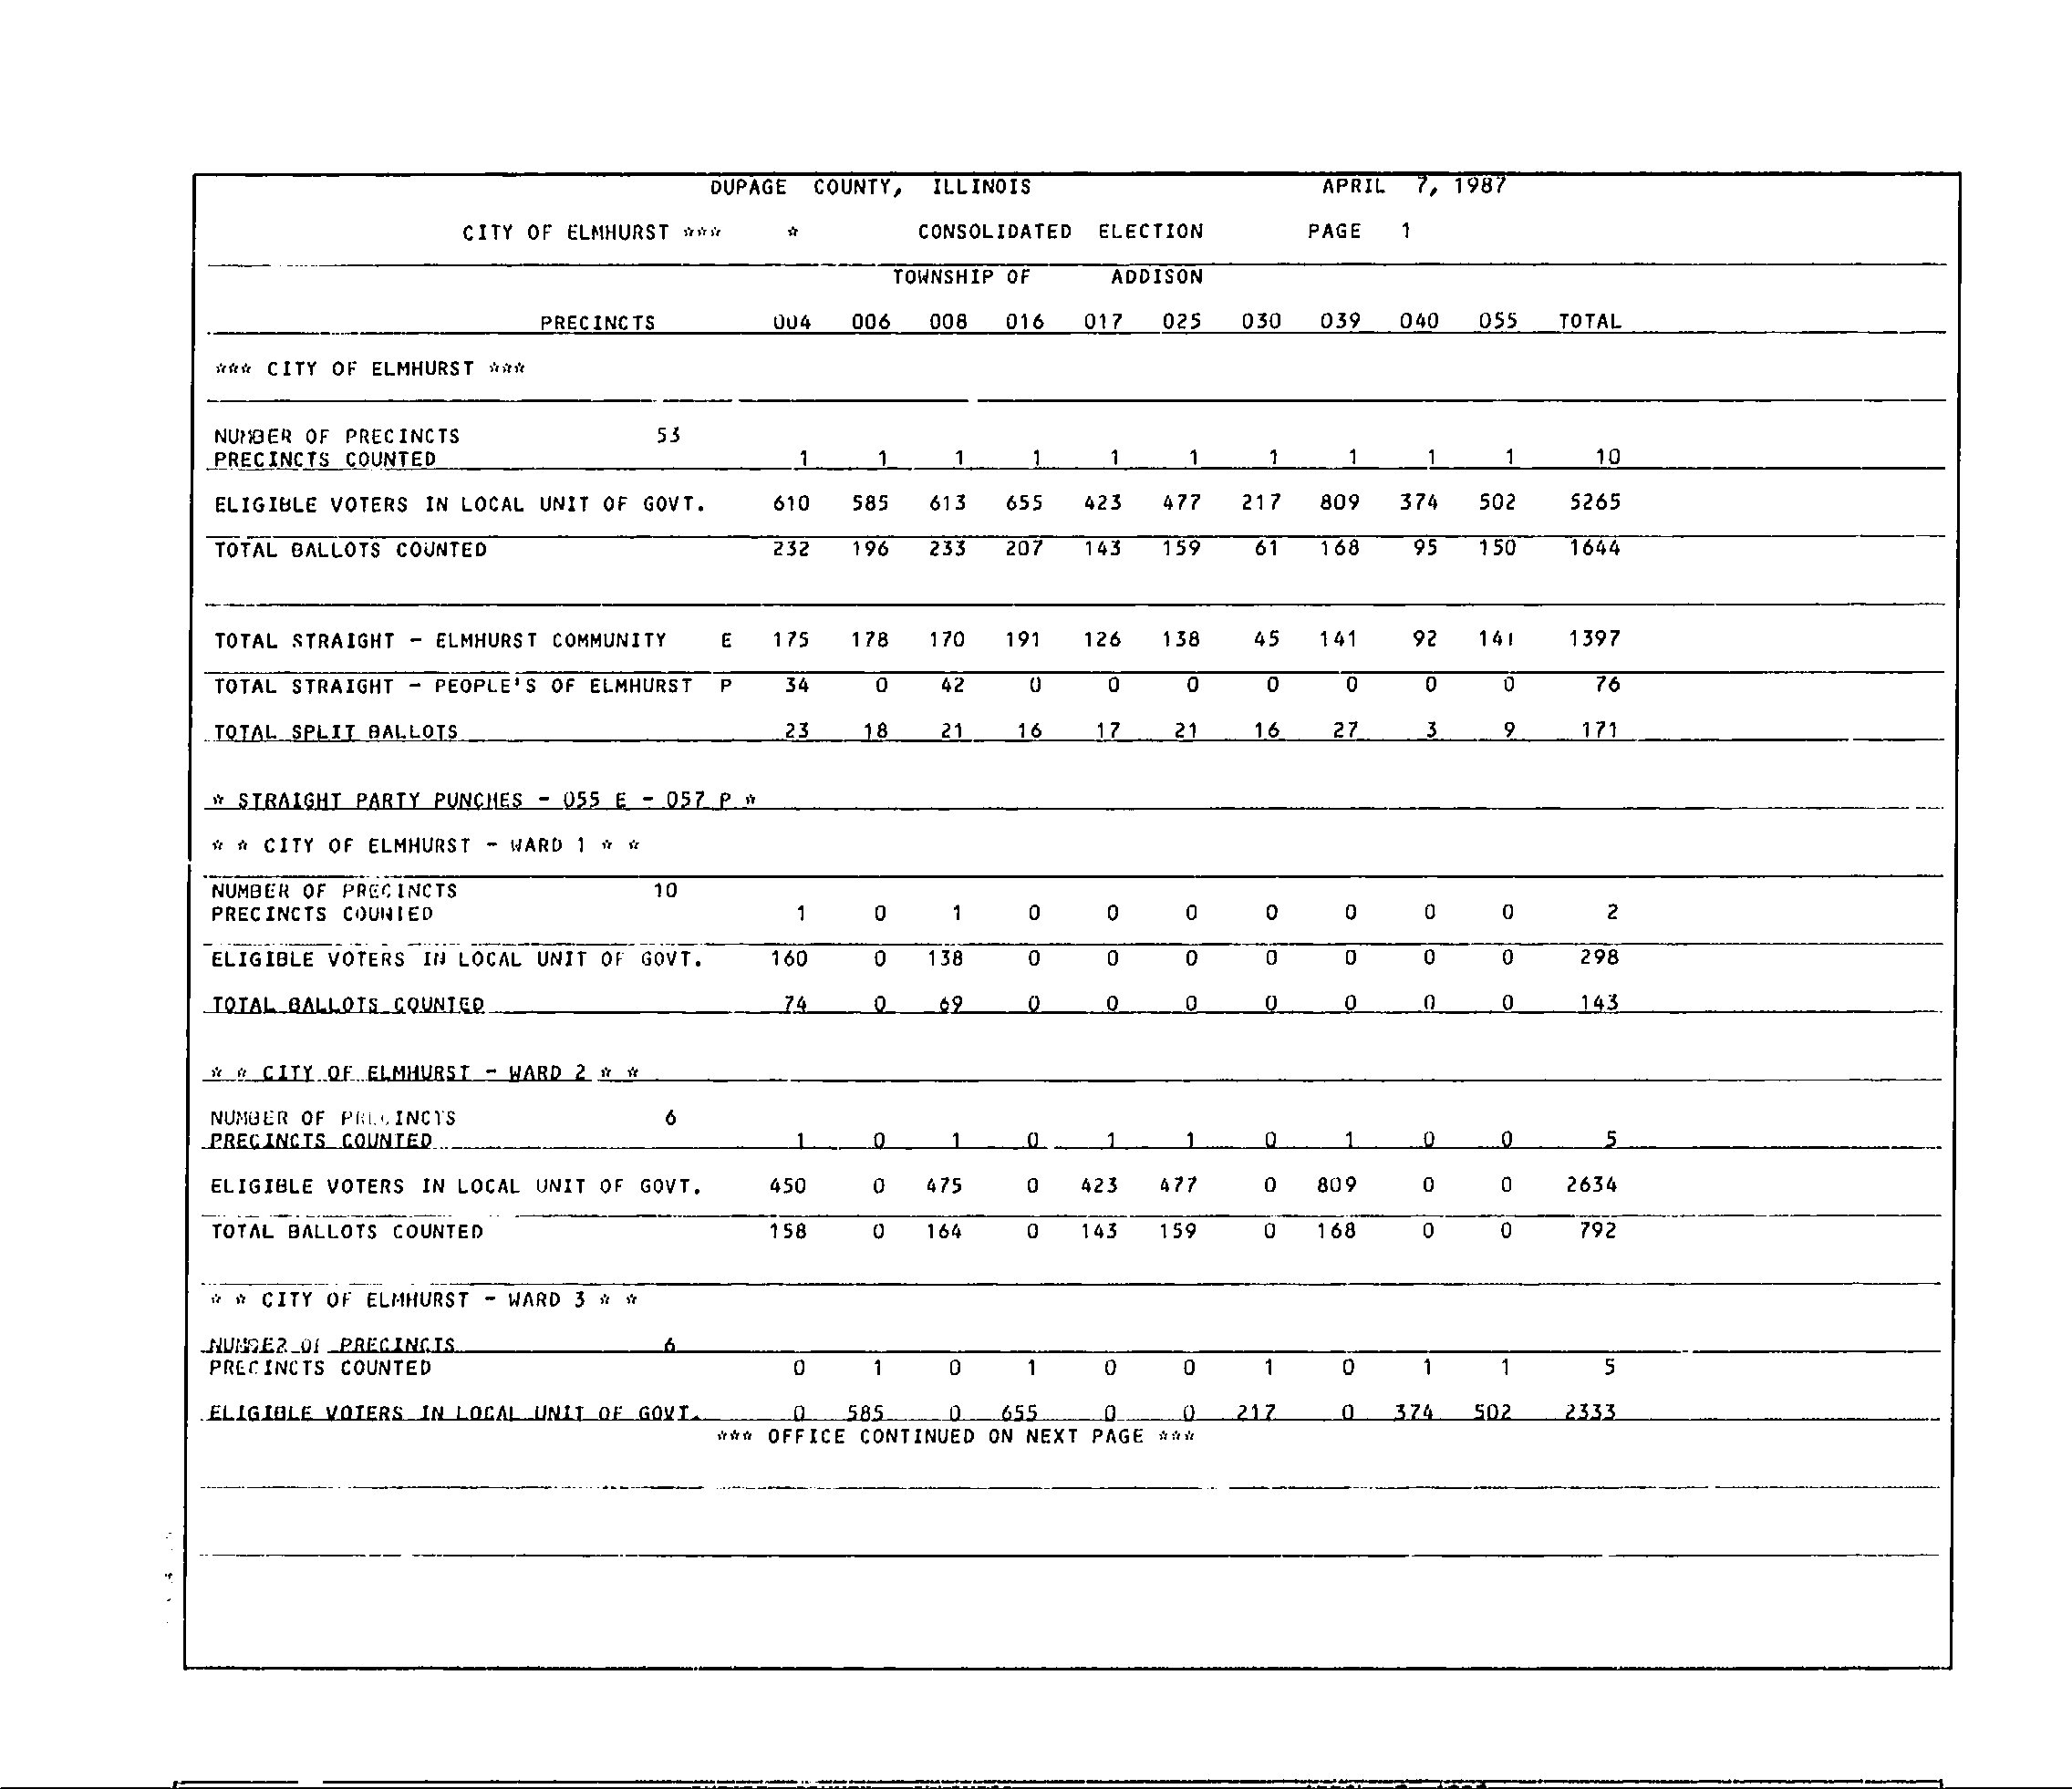 DUPAGE COUNTY, ILLINOIS APRIL 7, 1987
CITY OF ELMHURST *** * CONSOLIDATED ELECTION PAGE 1
TOWNSHIP OF ADDISON
PRECINCTS 004 006 008 016 017 025 030 039 040 055 TOTAL
*** CITY OF ELMHURST ***
NUMBER OF PRECINCTS 53
PRECINCTS COUNTED 1 1 1 1 1 1 1 1 1 1 10
ELIGIBLE VOTERS IN LOCAL UNIT OF GOVT. 610 585 613 655 423 477 217 809 374 502 5265
TOTAL BALLOTS COUNTED 232 196 233 207 143 159 61 168 95 150 1644
TOTAL STRAIGHT - ELMHURST COMMUNITY E 175 178 170 191 126 138 45 141 92 141 1397
TOTAL STRAIGHT - PEOPLE'S OF ELMHURST P 34 0 42 0 0 0 0 0 0 0 76
TOTAL SPLIT BALLOTS 23 18 21 16 17 21 16 27 3 9 171
* STRAIGHT PARTY PUNCHES - 055 E - 057 P *
* * CITY OF ELMHURST - WARD 1 * *
NUMBER OF PRECINCTS 10
PRECINCTS COUNTED 1 0 1 0 0 0 0 0 0 0 2
ELIGIBLE VOTERS IN LOCAL UNIT OF GOVT. 160 0 138 0 0 0 0 0 0 0 298
TOTAL BALLOTS COUNTED 74 0 69 0 0 0 0 0 0 0 143
* * CITY OF ELMHURST - WARD 2 * *
NUMBER OF PRECINCTS 6
PRECINCTS COUNTED 1 0 1 0 1 1 0 1 0 0 5
ELIGIBLE VOTERS IN LOCAL UNIT OF GOVT. 450 0 475 0 423 477 0 809 0 0 2634
TOTAL BALLOTS COUNTED 158 0 164 0 143 159 0 168 0 0 792
* * CITY OF ELMHURST - WARD 3 * *
NUMBER OF PRECINCTS 6
PRECINCTS COUNTED 0 1 0 1 0 0 1 0 1 1 5
ELIGIBLE VOTERS IN LOCAL UNIT OF GOVT. 0 585 0 655 0 0 217 0 374 502 2333
*** OFFICE CONTINUED ON NEXT PAGE ***